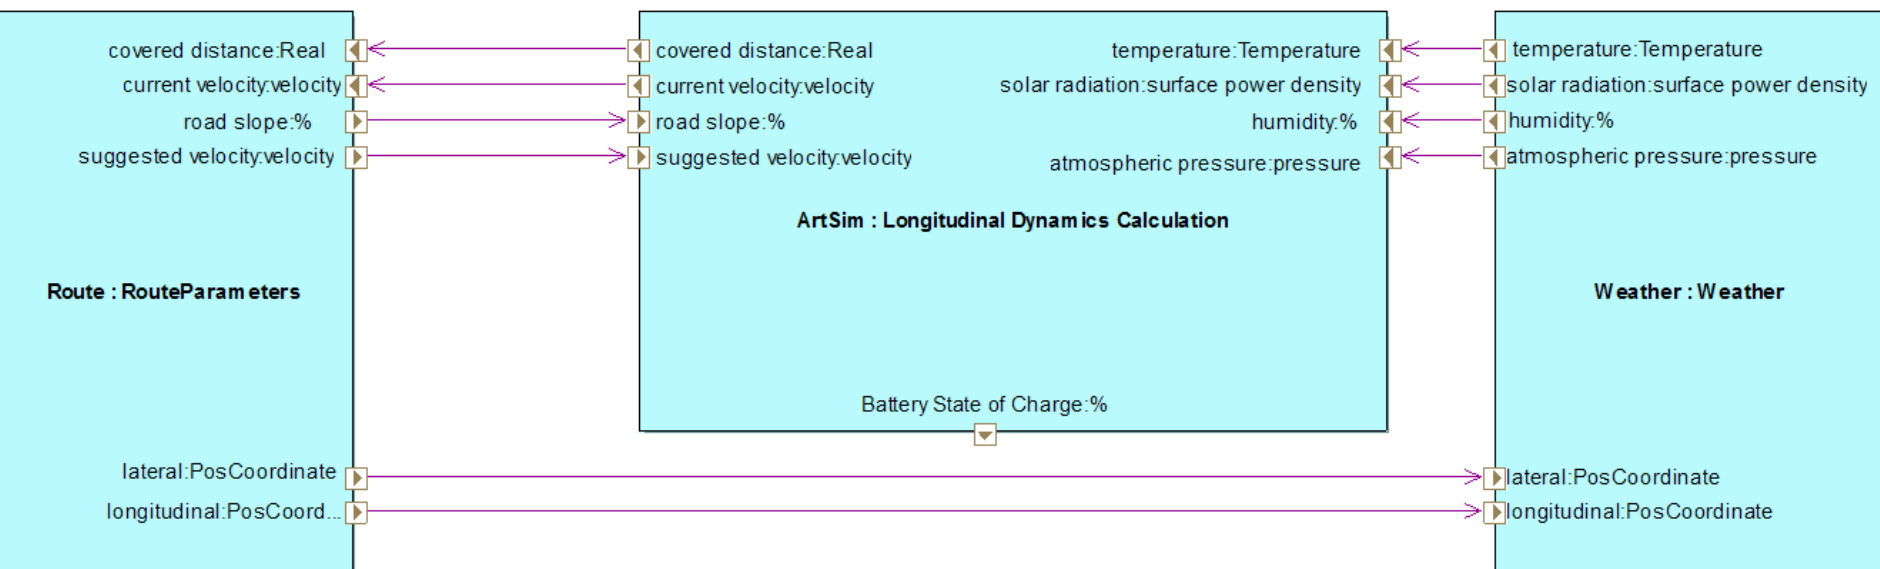 covered distance:Real
current velocity:velocity
road slope:%
suggested velocity:velocity
Route : RouteParameters
lateral:PosCoordinate
longitudinal:PosCoord...
covered distance:Real
current velocity:velocity
road slope:%
suggested velocity:velocity
temperature:Temperature
solar radiation:surface power density
humidity:%
atmospheric pressure:pressure
ArtSim : Longitudinal Dynamics Calculation
Battery State of Charge:%
temperature:Temperature
solar radiation:surface power density
humidity:%
atmospheric pressure:pressure
Weather : Weather
lateral:PosCoordinate
longitudinal:PosCoordinate